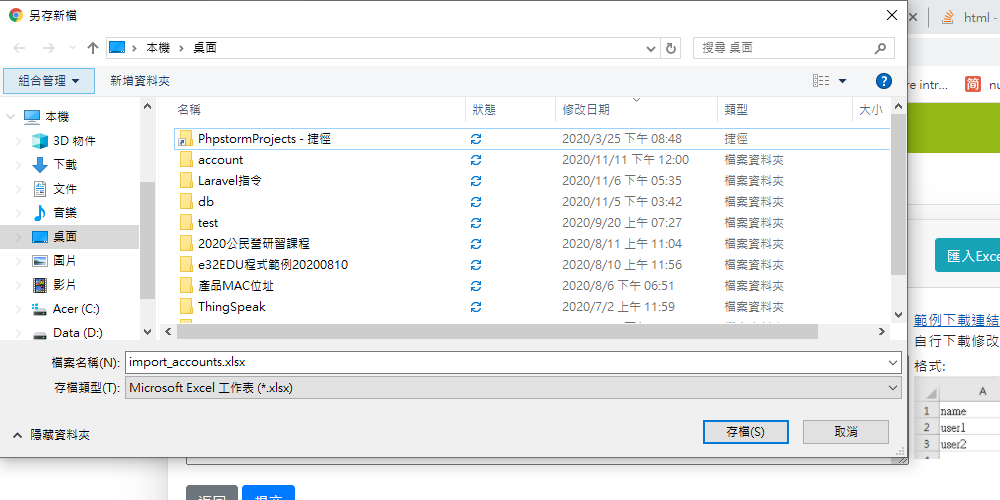 另存新檔
html -
本機 > 桌面
搜尋 桌面
組合管理
新增資料夾
re intr...
簡
nu
名稱 狀態 修改日期 類型 大小
本機
3D 物件
下載
文件
音樂
桌面
圖片
影片
Acer (C:)
Data (D:)
PhpstormProjects - 捷徑 2020/3/25 下午 08:48 捷徑
account 2020/11/11 下午 12:00 檔案資料夾
Laravel指令 2020/11/6 下午 05:35 檔案資料夾
db 2020/11/5 下午 03:42 檔案資料夾
test 2020/9/20 上午 07:27 檔案資料夾
2020公民營研習課程 2020/8/11 上午 11:04 檔案資料夾
e32EDU程式範例20200810 2020/8/10 上午 11:56 檔案資料夾
產品MAC位址 2020/8/6 下午 06:51 檔案資料夾
ThingSpeak 2020/7/2 上午 11:59 檔案資料夾
匯入Exce
範例下載連結
自行下載修改
格式:
A
1 name
2 user1
3 user2
檔案名稱(N): import_accounts.xlsx
存檔類型(T): Microsoft Excel 工作表 (*.xlsx)
隱藏資料夾
存檔(S)
取消
返回
提交